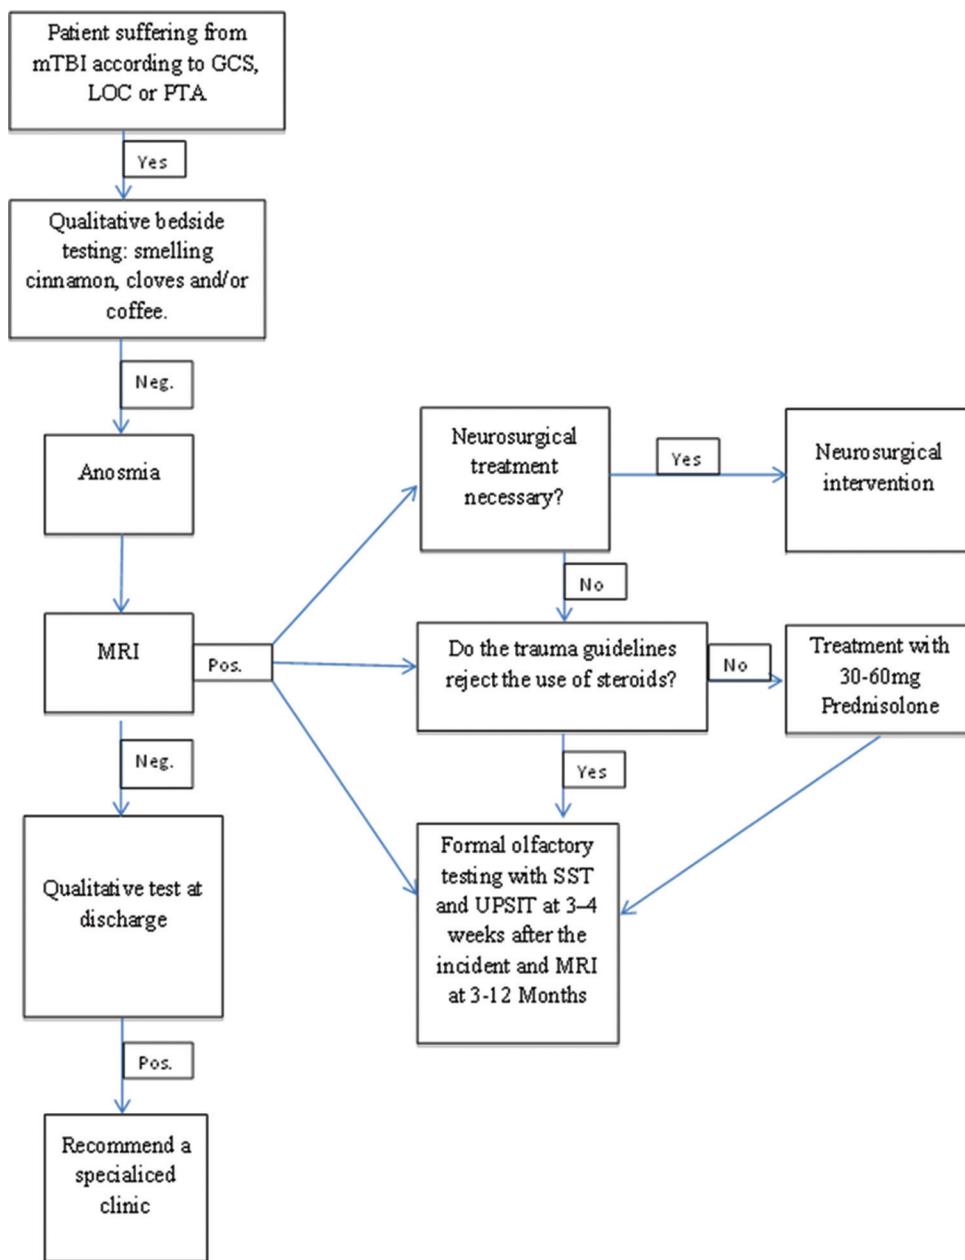 Patient suffering from
mTBI according to GCS,
LOC or PTA
Yes
Qualitative bedside
testing: smelling
cinnamon, cloves and/or
coffee.
Neg.
Anosmia
MRI
Pos.
Neg.
Qualitative test at
discharge
Pos.
Recommend a
specialiced
clinic
Neurosurgical
treatment
necessary?
Yes
Neurosurgical
intervention
No
Do the trauma guidelines
reject the use of steroids?
No
Treatment with
30-60mg
Prednisolone
Yes
Formal olfactory
testing with SST
and UPSIT at 3–4
weeks after the
incident and MRI
at 3-12 Months